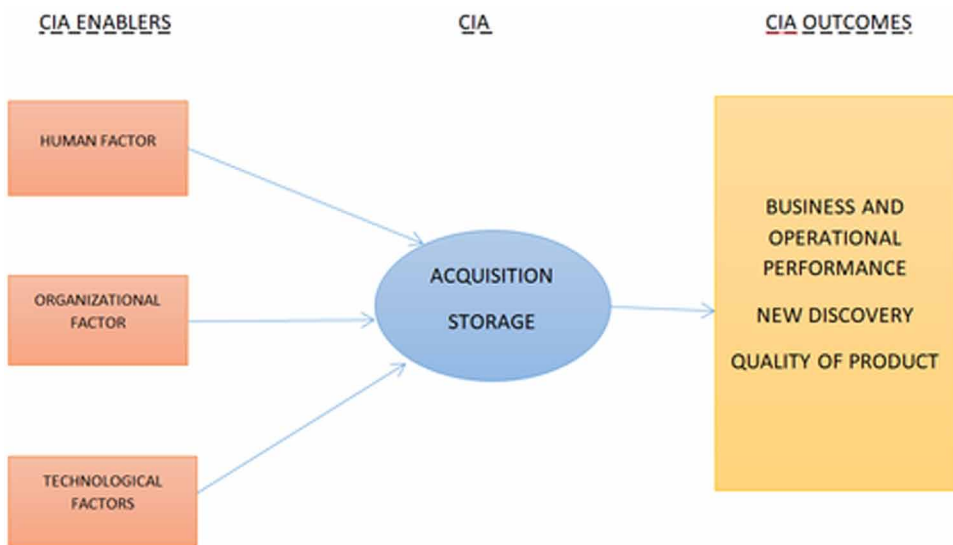 CIA ENABLERS
CIA
CIA OUTCOMES
HUMAN FACTOR
ORGANIZATIONAL
FACTOR
TECHNOLOGICAL
FACTORS
ACQUISITION
STORAGE
BUSINESS AND
OPERATIONAL
PERFORMANCE
NEW DISCOVERY
QUALITY OF PRODUCT